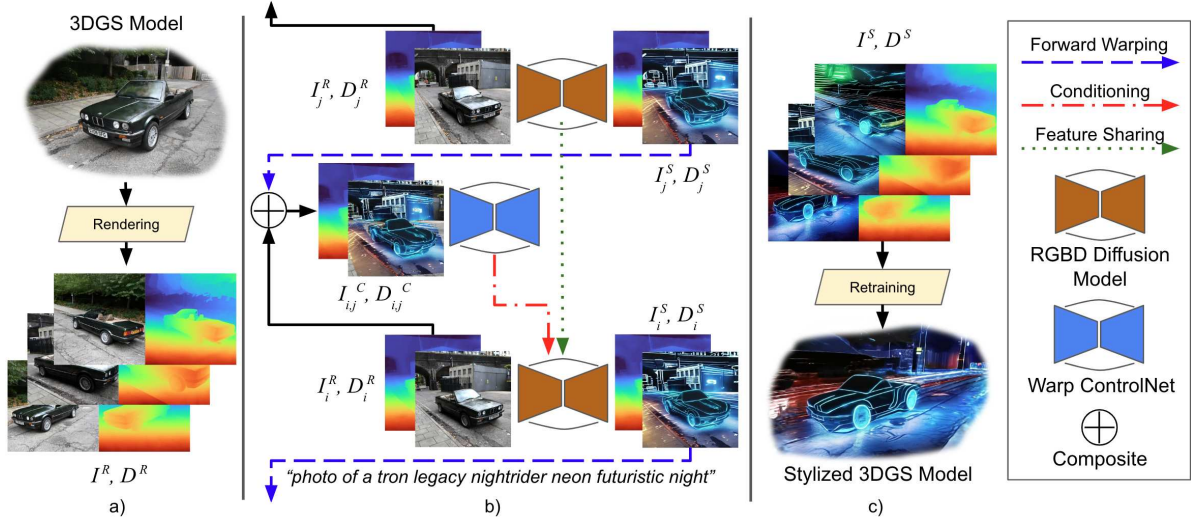 3DGS Model
Rendering
I^R, D^R
a)
I_j^R, D_j^R
I_j^S, D_j^S
I_{i,j}^C, D_{i,j}^C
I_i^R, D_i^R
I_i^S, D_i^S
“photo of a tron legacy nightrider neon futuristic night”
b)
I^S, D^S
Retraining
Stylized 3DGS Model
c)
Forward Warping
Conditioning
Feature Sharing
RGBD Diffusion
Model
Warp ControlNet
Composite